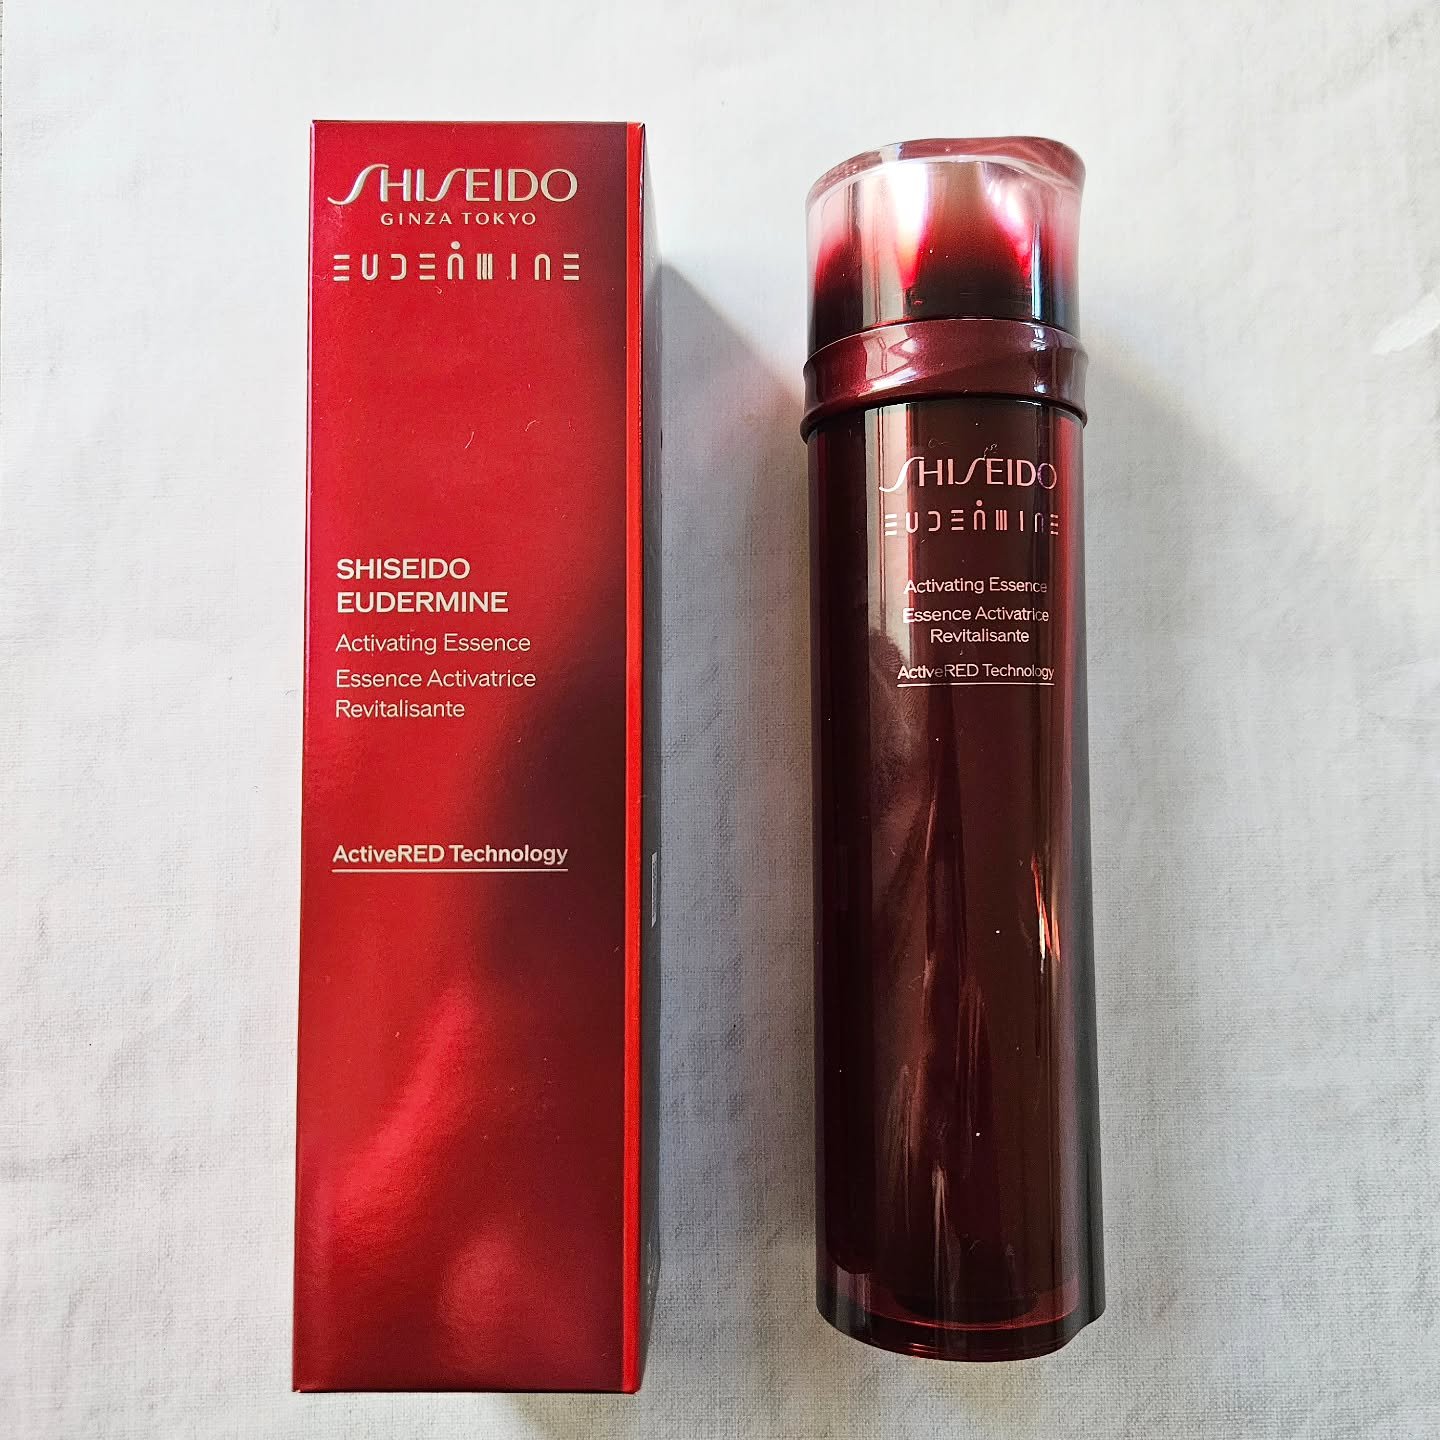 SHISEIDO
GINZA TOKYO
EUDERMINE
SHISEIDO
EUDERMINE
Activating Essence
Essence Activatrice
Revitalisante
ActiveRED Technology
SHISEIDO
EUDERMINE
Activating Essence
Essence Activatrice
Revitalisante
ActiveRED Technology